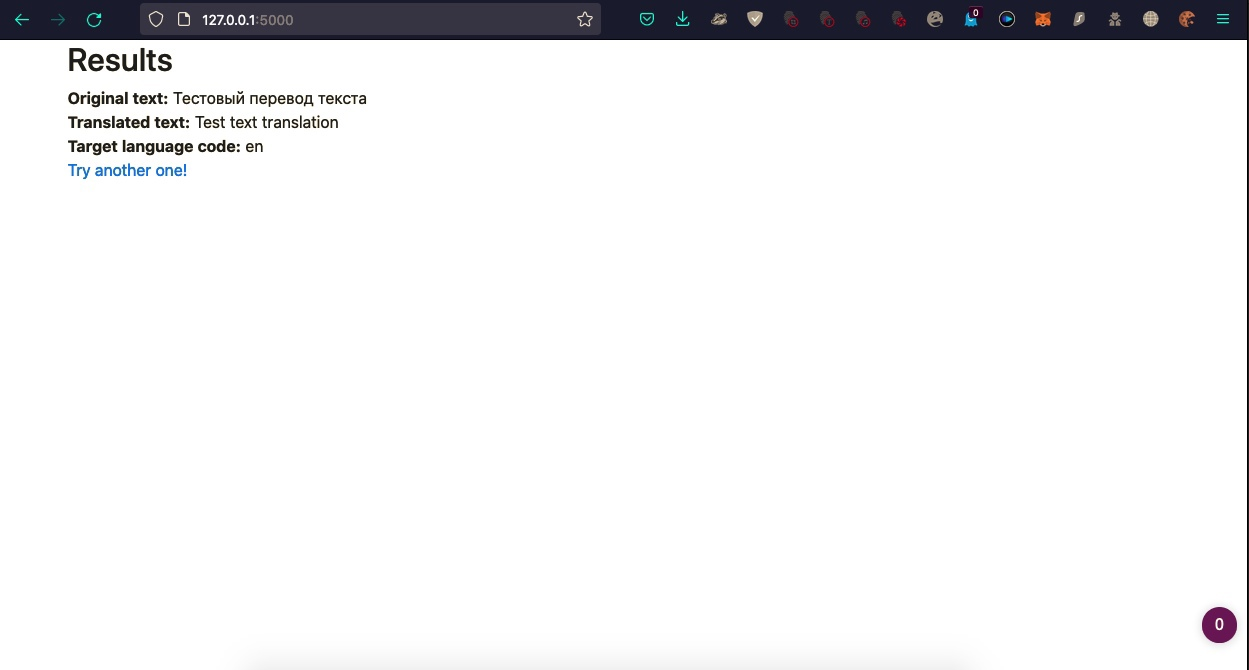 127.0.0.1:5000
0
Results
Original text: Тестовый перевод текста
Translated text: Test text translation
Target language code: en
Try another one!
0